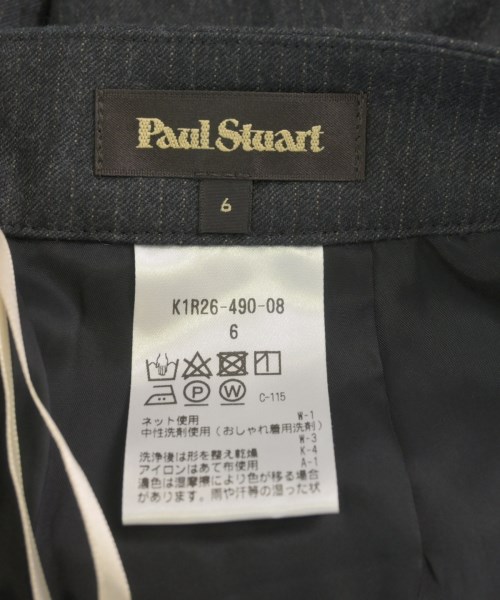 Paul Stuart
6
K1R26-490-08
6
P W C-115
ネット使用 W-1
中性洗剤使用(おしゃれ着用洗剤)
W-3
洗浄後は形を整え乾燥 K-4
アイロンはあて布使用 A-1
濃色は湿摩擦により色が移る場合
があります。雨や汗等の湿った状